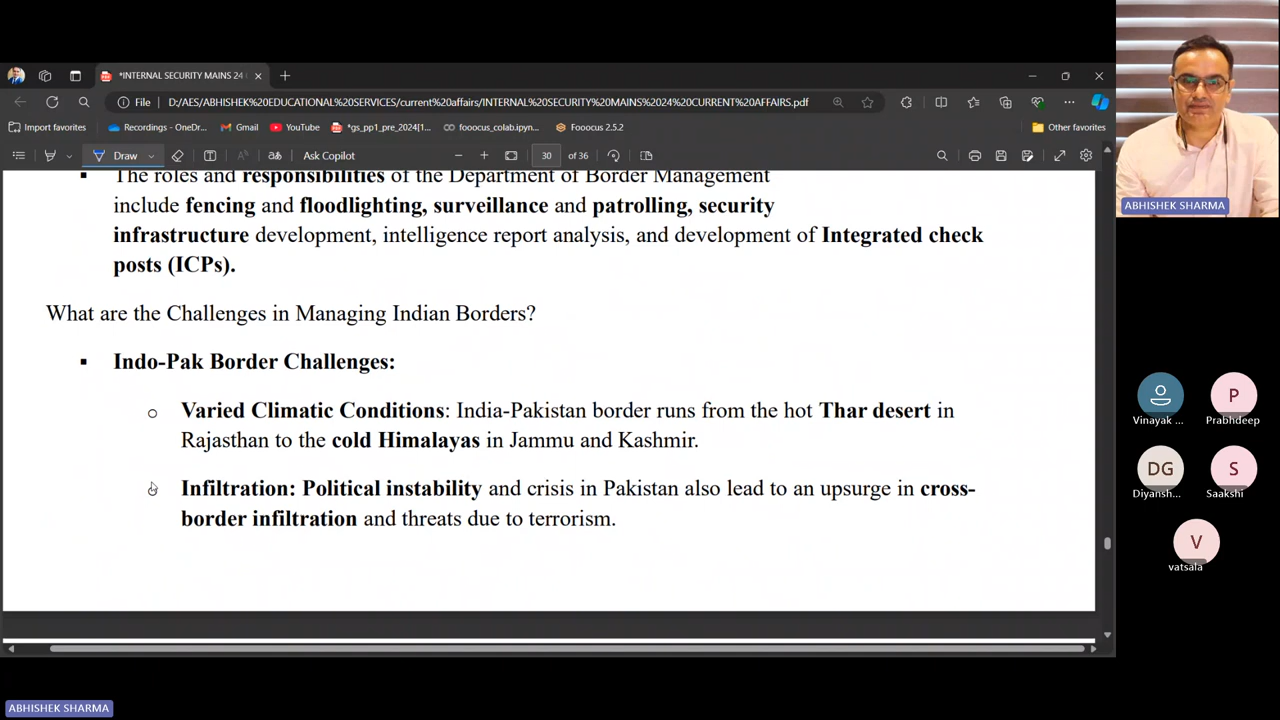 *INTERNAL SECURITY MAINS 24
File
D:/AES/ABHISHEK%20EDUCATIONAL%20SERVICES/current%20affairs/INTERNAL%20SECURITY%20MAINS%202024%20CURRENT%20AFFAIRS.pdf
Import favorites
Recordings - OneDr...
Gmail
YouTube
*gs_pp1_pre_2024[1...
fooocus_colab.ipyn...
Fooocus 2.5.2
Other favorites
Draw
Ask Copilot
30 of 36
The roles and responsibilities of the Department of Border Management
include fencing and floodlighting, surveillance and patrolling, security
infrastructure development, intelligence report analysis, and development of Integrated check
posts (ICPs).
What are the Challenges in Managing Indian Borders?
Indo-Pak Border Challenges:
Varied Climatic Conditions: India-Pakistan border runs from the hot Thar desert in
Rajasthan to the cold Himalayas in Jammu and Kashmir.
Infiltration: Political instability and crisis in Pakistan also lead to an upsurge in cross-
border infiltration and threats due to terrorism.
ABHISHEK SHARMA
P
Vinayak ...
Prabhdeep
DG
S
Diyansh...
Saakshi
V
vatsala
ABHISHEK SHARMA